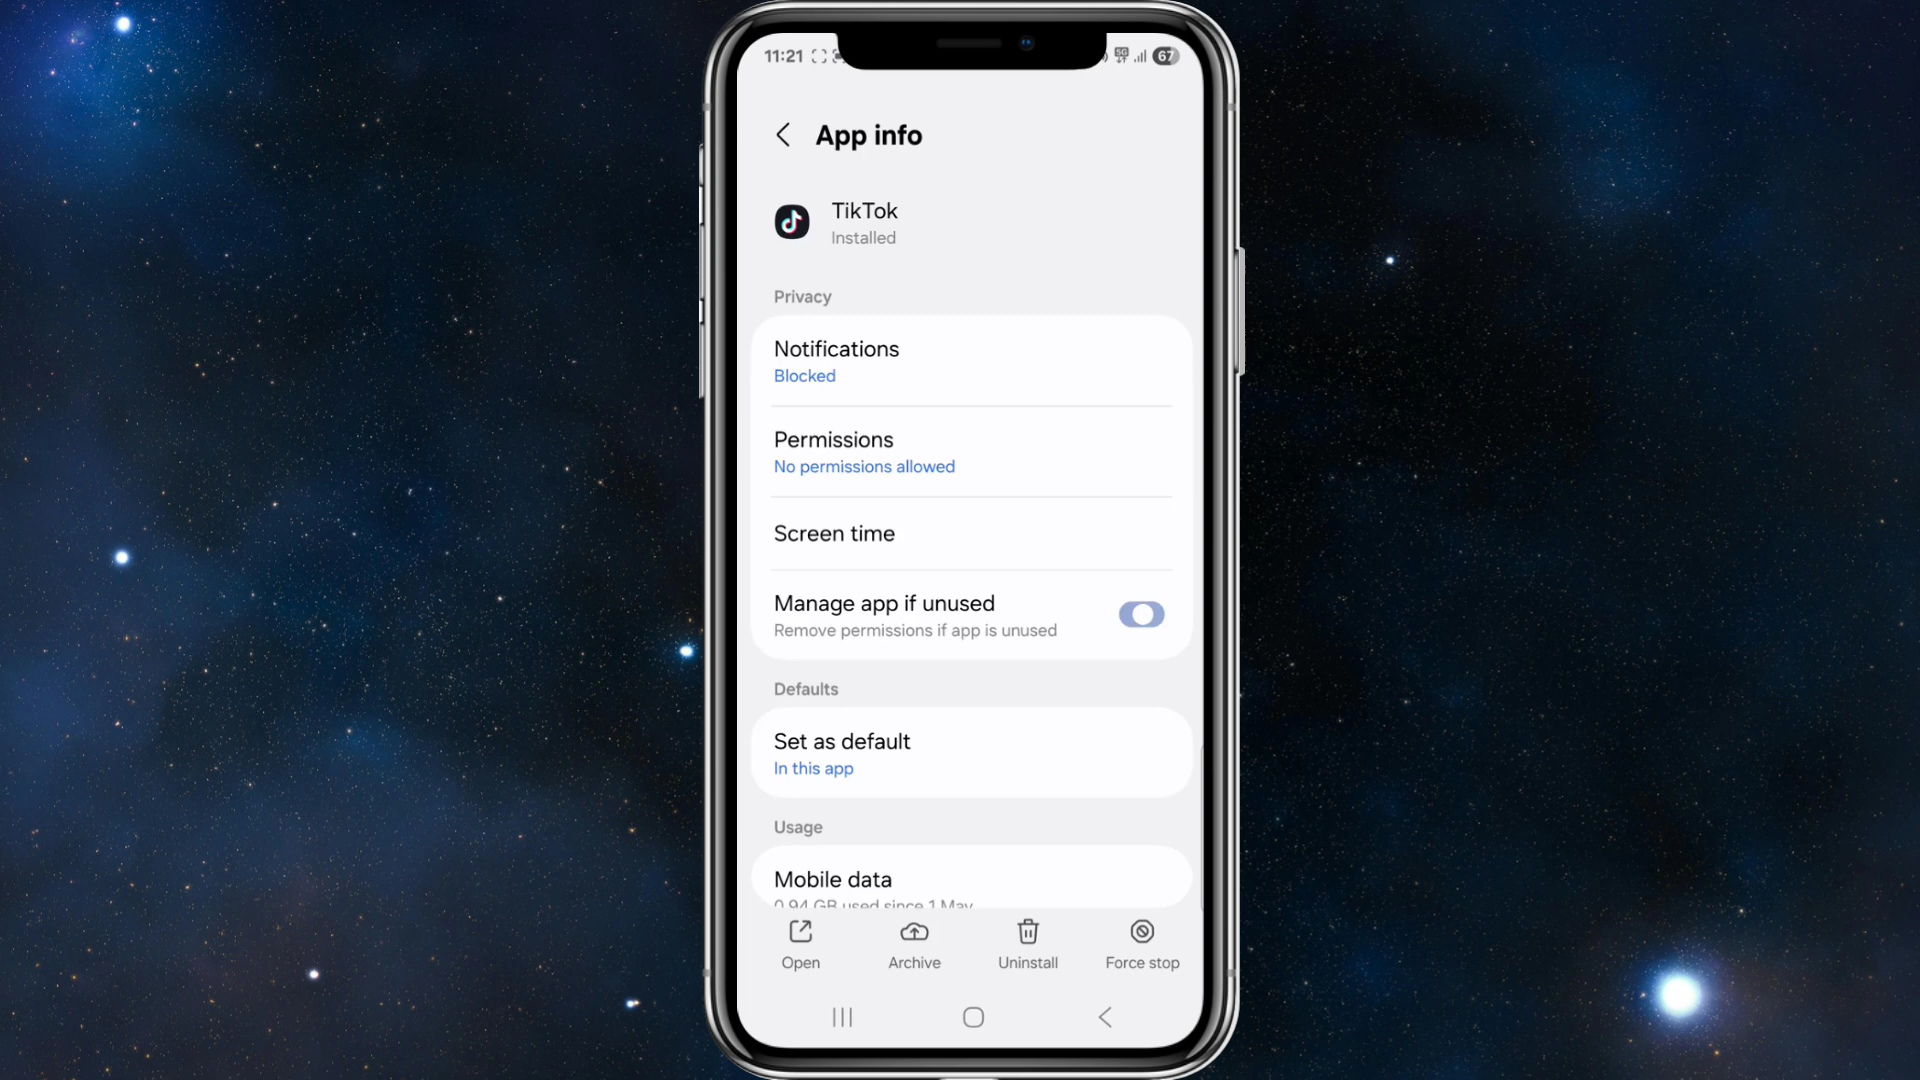 11:21
5G
67
App info
TikTok
Installed
Privacy
Notifications
Blocked
Permissions
No permissions allowed
Screen time
Manage app if unused
Remove permissions if app is unused
Defaults
Set as default
In this app
Usage
Mobile data
0.94 GB used since 1 May
Open
Archive
Uninstall
Force stop